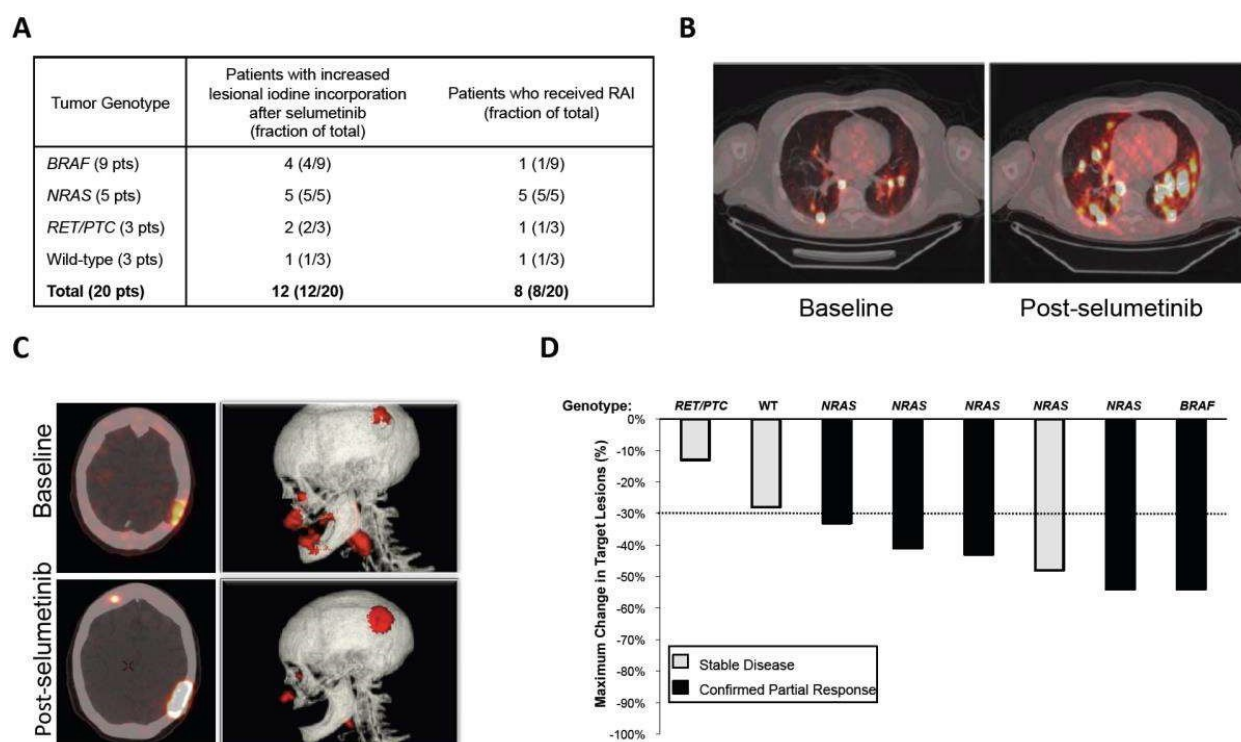 A
Tumor Genotype
Patients with increased
lesional iodine incorporation
after selumetinib
(fraction of total)
Patients who received RAI
(fraction of total)
BRAF (9 pts) 4 (4/9) 1 (1/9)
NRAS (5 pts) 5 (5/5) 5 (5/5)
RET/PTC (3 pts) 2 (2/3) 1 (1/3)
Wild-type (3 pts) 1 (1/3) 1 (1/3)
Total (20 pts) 12 (12/20) 8 (8/20)
B
Baseline Post-selumetinib
C
Baseline
Post-selumetinib
D
Genotype: RET/PTC WT NRAS NRAS NRAS NRAS NRAS BRAF
Maximum Change in Target Lesions (%)
0%
-10%
-20%
-30%
-40%
-50%
-60%
-70%
-80%
-90%
-100%
Stable Disease
Confirmed Partial Response